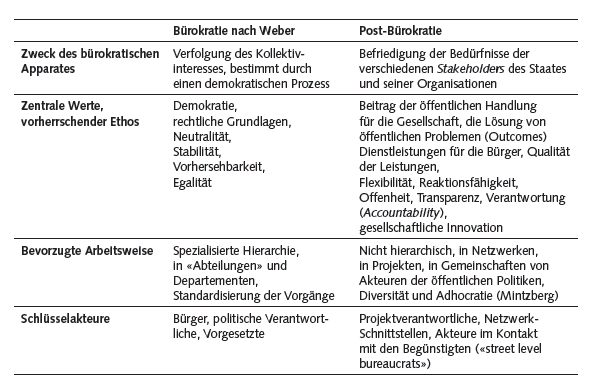 Bürokratie nach Weber
Post-Bürokratie
Zweck des bürokratischen
Apparates
Verfolgung des Kollektiv-
interesses, bestimmt durch
einen demokratischen Prozess
Befriedigung der Bedürfnisse der
verschiedenen Stakeholders des Staates
und seiner Organisationen
Zentrale Werte,
vorherrschender Ethos
Demokratie,
rechtliche Grundlagen,
Neutralität,
Stabilität,
Vorhersehbarkeit,
Egalität
Beitrag der öffentlichen Handlung
für die Gesellschaft, die Lösung von
öffentlichen Problemen (Outcomes)
Dienstleistungen für die Bürger, Qualität
der Leistungen,
Flexibilität, Reaktionsfähigkeit,
Offenheit, Transparenz, Verantwortung
(Accountability),
gesellschaftliche Innovation
Bevorzugte Arbeitsweise
Spezialisierte Hierarchie,
in «Abteilungen» und
Departementen,
Standardisierung der Vorgänge
Nicht hierarchisch, in Netzwerken,
in Projekten, in Gemeinschaften von
Akteuren der öffentlichen Politiken,
Diversität und Adhocratie (Mintzberg)
Schlüsselakteure
Bürger, politische Verantwort-
liche, Vorgesetzte
Projektverantwortliche, Netzwerk-
Schnittstellen, Akteure im Kontakt
mit den Begünstigten («street level
bureaucrats»)